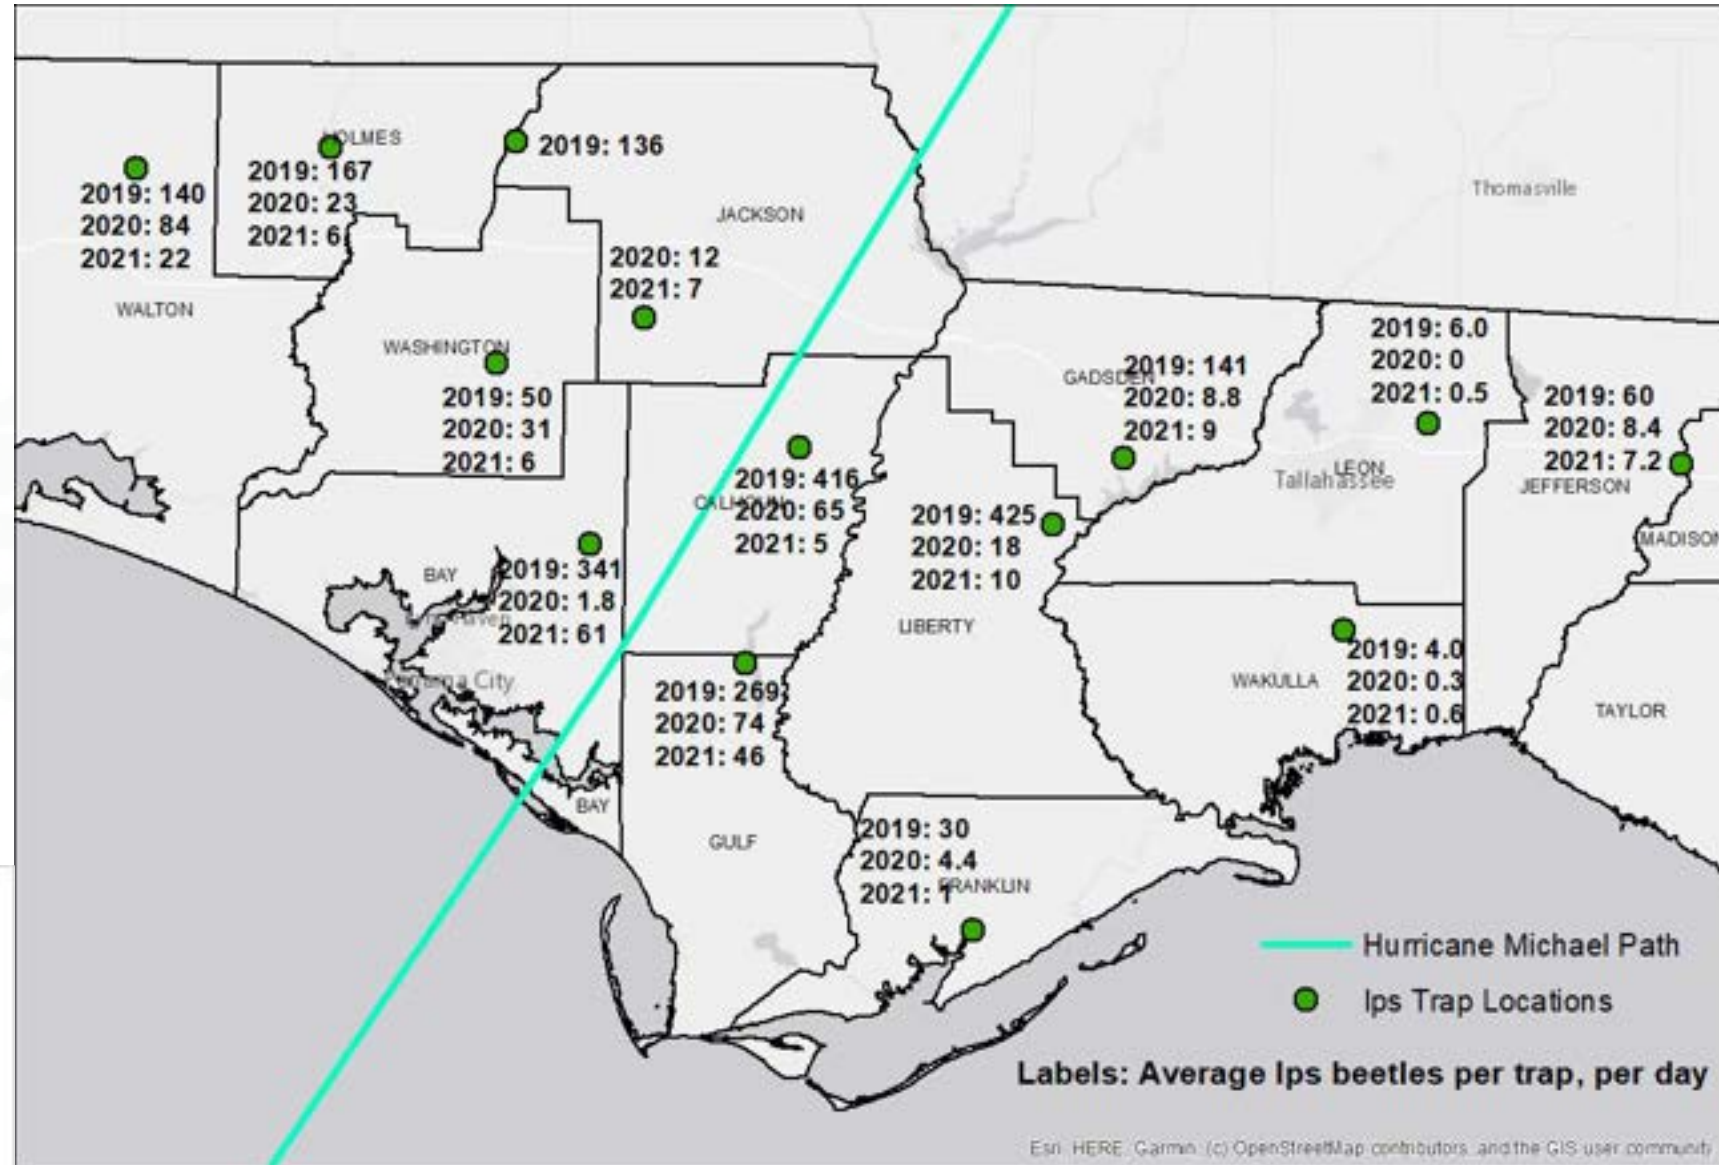 HOLMES
2019: 136
2019: 140
2020: 84
2021: 22
2019: 167
2020: 23
2021: 6
Thomasville
JACKSON
2020: 12
2021: 7
WALTON
WASHINGTON
2019: 50
2020: 31
2021: 6
GADSDEN
2019: 141
2020: 8.8
2021: 9
2019: 6.0
2020: 0
2021: 0.5
LEON
Tallahassee
2019: 60
2020: 8.4
2021: 7.2
JEFFERSON
MADISON
CALHOUN
2019: 416
2020: 65
2021: 5
2019: 425
2020: 18
2021: 10
LIBERTY
BAY
2019: 341
2020: 1.8
2021: 61
Panama City
2019: 269
2020: 74
2021: 46
WAKULLA
2019: 4.0
2020: 0.3
2021: 0.6
TAYLOR
BAY
GULF
2019: 30
2020: 4.4
2021: 1
FRANKLIN
Hurricane Michael Path
Ips Trap Locations
Labels: Average Ips beetles per trap, per day
Esri, HERE, Garmin, (c) OpenStreetMap contributors, and the GIS user community